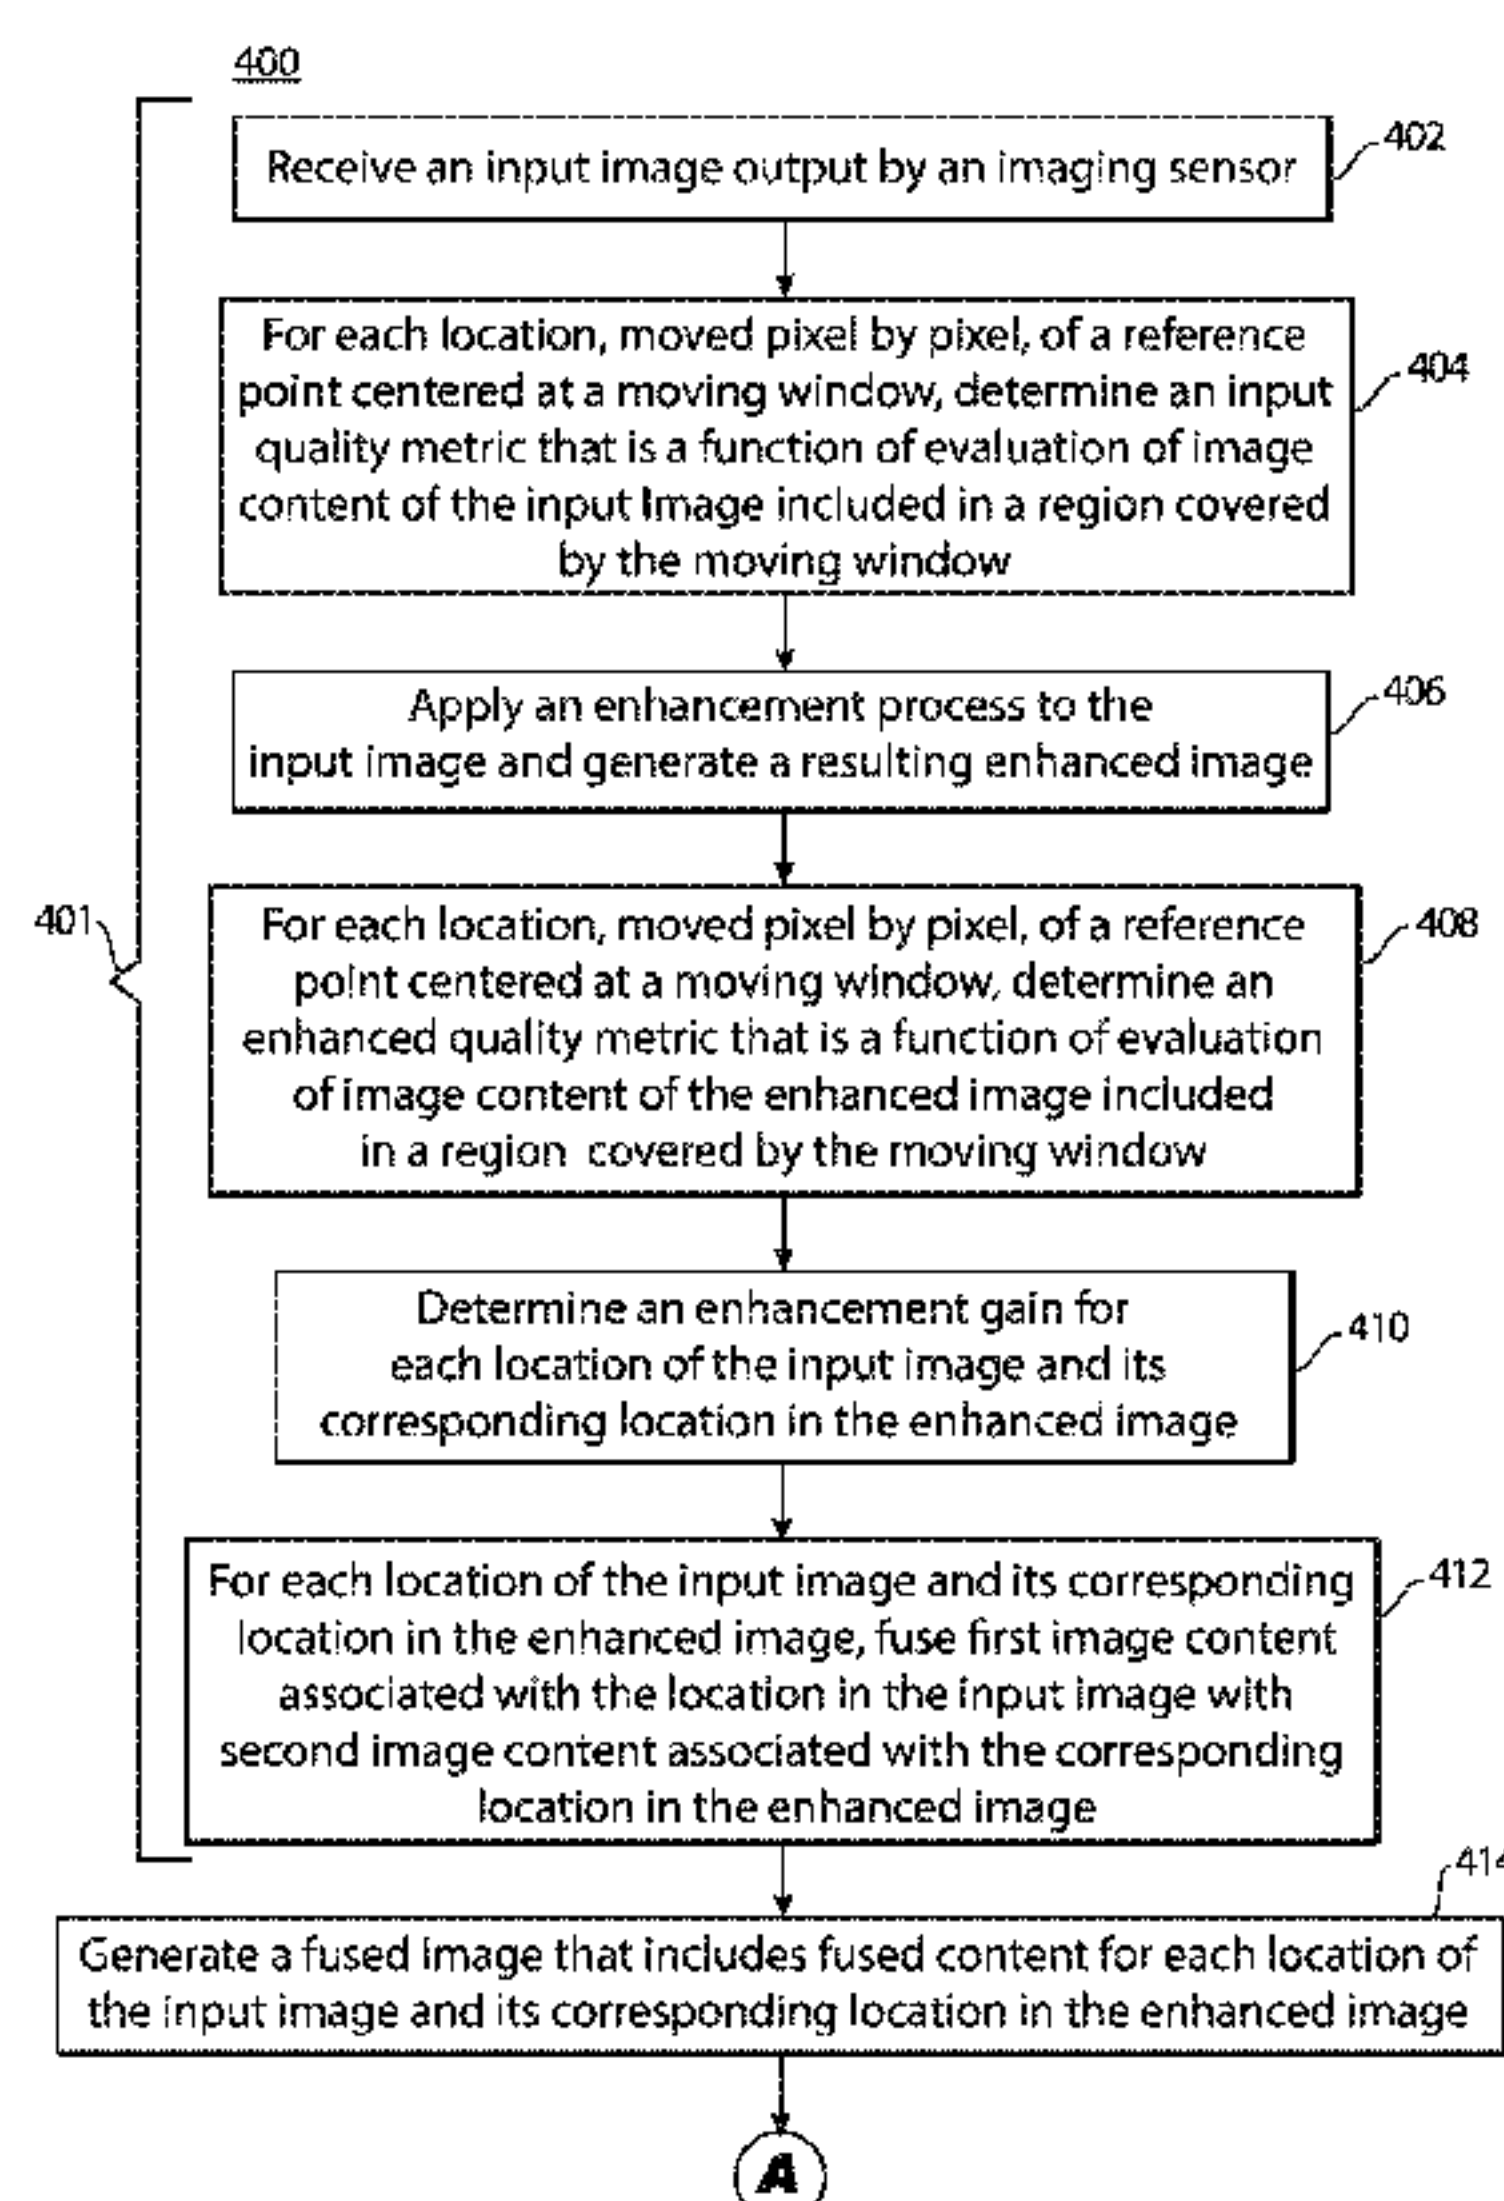 400
Receive an input image output by an imaging sensor
402
For each location, moved pixel by pixel, of a reference
point centered at a moving window, determine an input
quality metric that is a function of evaluation of image
content of the input Image included in a region covered
by the moving window
404
Apply an enhancement process to the
input image and generate a resulting enhanced image
406
401
For each location, moved pixel by pixel, of a reference
point centered at a moving window, determine an
enhanced quality metric that is a function of evaluation
of image content of the enhanced image included
in a region covered by the moving window
408
Determine an enhancement gain for
each location of the input image and its
corresponding location in the enhanced image
410
For each location of the input image and its corresponding
location in the enhanced image, fuse first image content
associated with the location in the input image with
second image content associated with the corresponding
location in the enhanced image
412
414
Generate a fused image that includes fused content for each location of
the input image and its corresponding location in the enhanced image
A